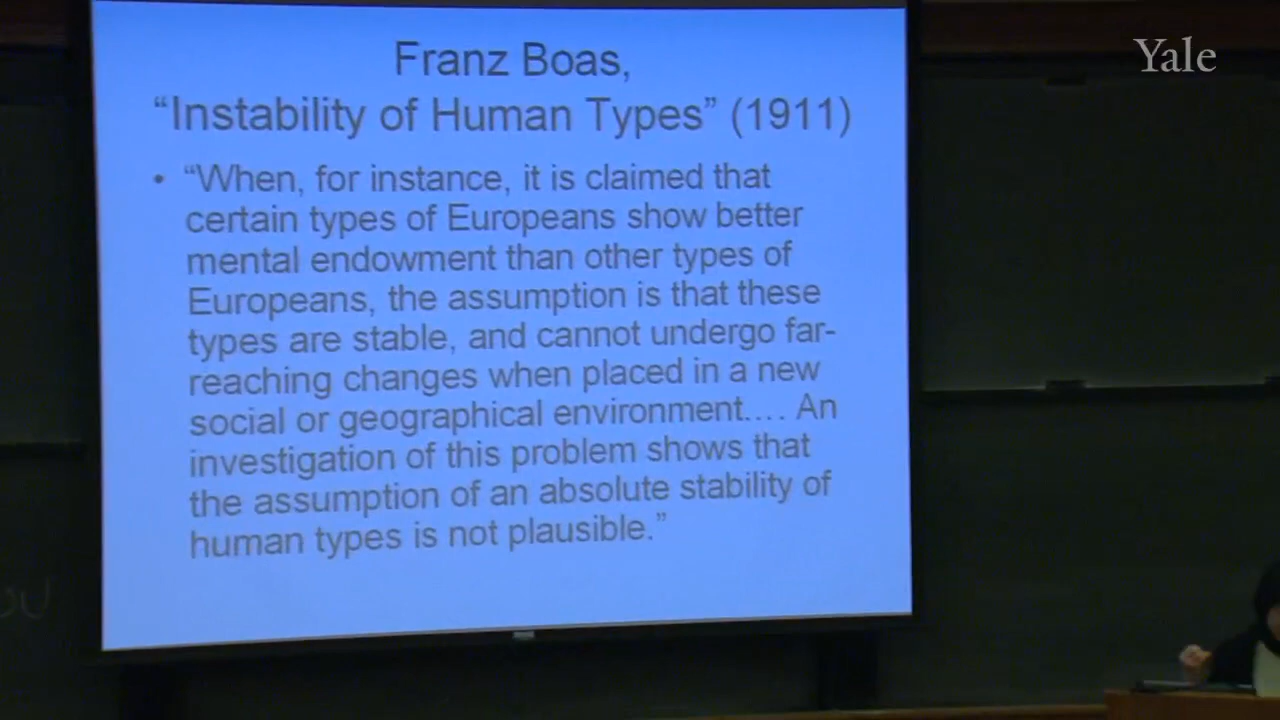 Yale
Franz Boas,
“Instability of Human Types” (1911)
• “When, for instance, it is claimed that
certain types of Europeans show better
mental endowment than other types of
Europeans, the assumption is that these
types are stable, and cannot undergo far-
reaching changes when placed in a new
social or geographical environment…. An
investigation of this problem shows that
the assumption of an absolute stability of
human types is not plausible.”